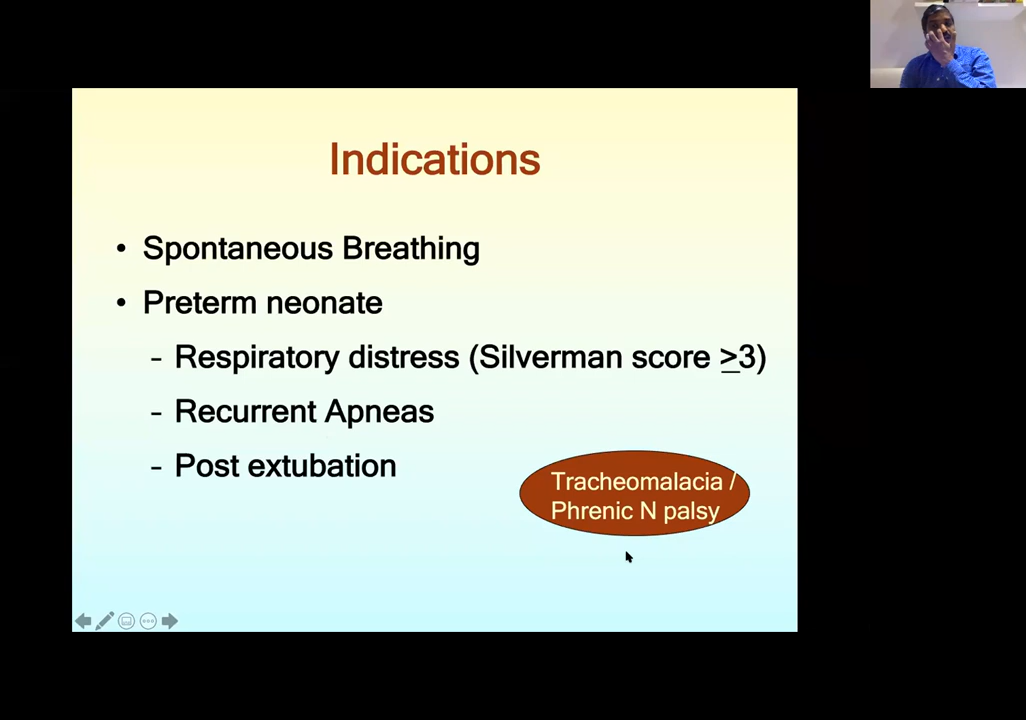 Indications
• Spontaneous Breathing
• Preterm neonate
- Respiratory distress (Silverman score ≥3)
- Recurrent Apneas
- Post extubation
Tracheomalacia /
Phrenic N palsy